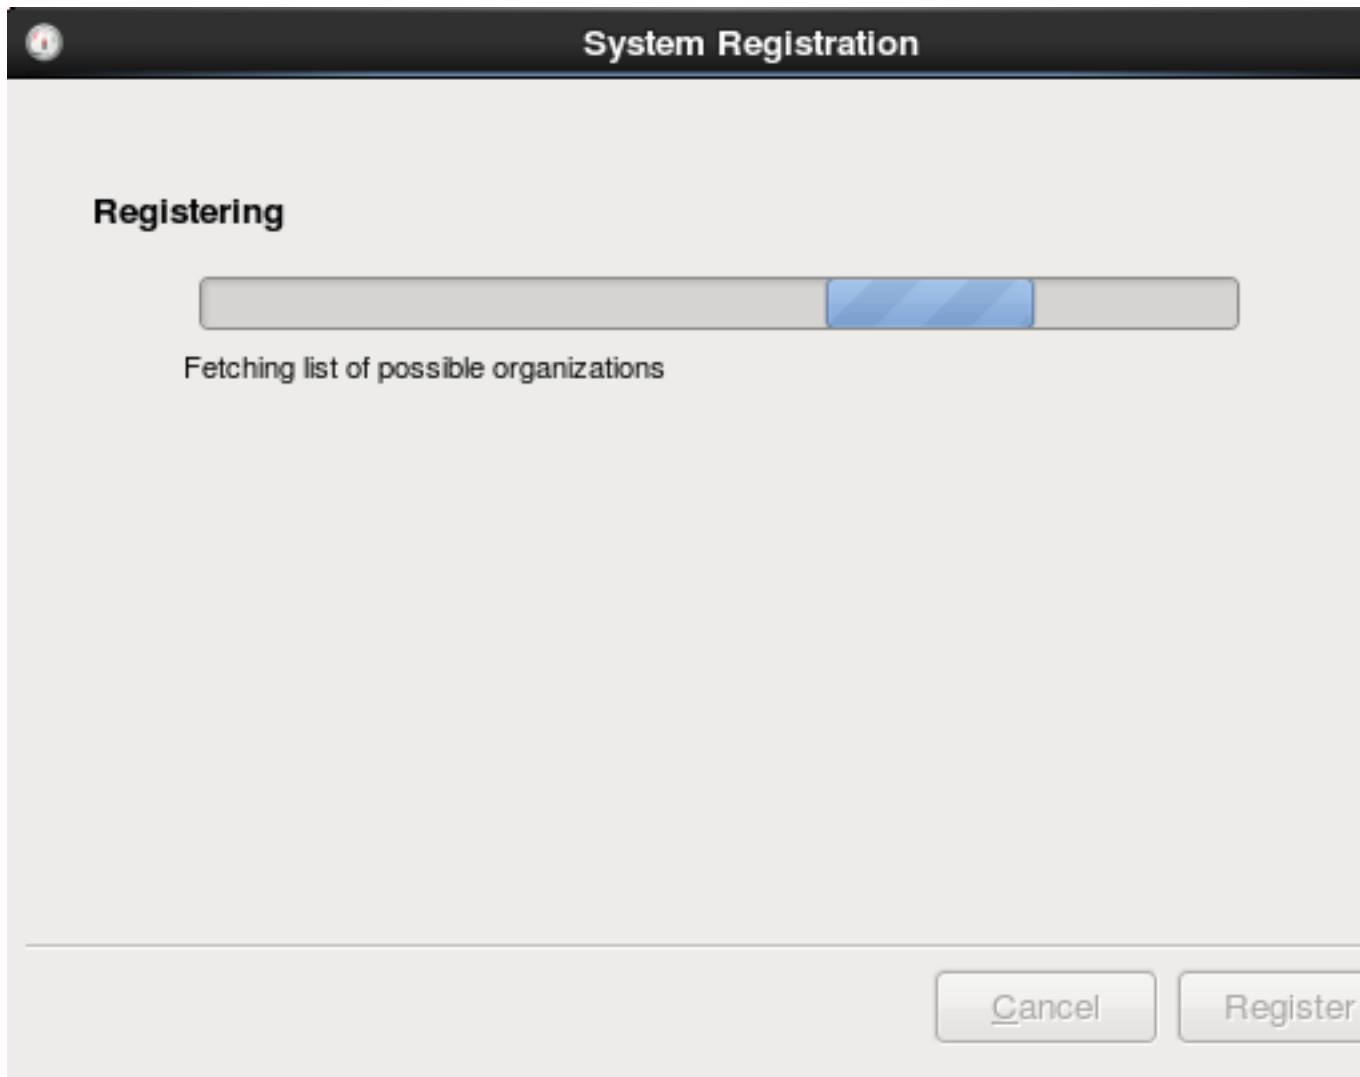 System Registration
Registering
Fetching list of possible organizations
Cancel
Register